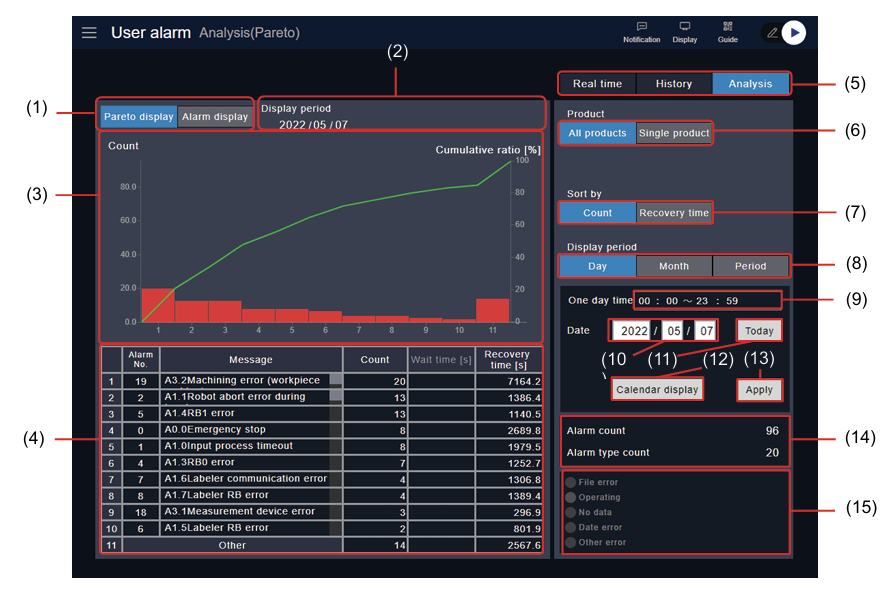 User alarm Analysis(Pareto)
Notification Display Guide
(2)
(1)
Pareto display Alarm display
Display period
2022 / 05 / 07
Real time History Analysis
(5)
Product
All products Single product
(6)
(3)
Count
Cumulative ratio [%]
100
80.0
80
60.0
60
40.0
40
20.0
20
0.0
0
1 2 3 4 5 6 7 8 9 10 11
Sort by
Count Recovery time
(7)
Display period
Day Month Period
(8)
One day time 00 : 00 ～ 23 : 59
(9)
Date 2022 / 05 / 07 Today
(10) (11) (12) (13)
Calendar display Apply
(4)
Alarm No. Message Count Wait time [s] Recovery time [s]
1 19 A3.2Machining error (workpiece 20 7164.2
2 2 A1.1Robot abort error during 13 1386.4
3 5 A1.4RB1 error 13 1140.5
4 0 A0.0Emergency stop 8 2689.8
5 1 A1.0Input process timeout 8 1979.5
6 4 A1.3RB0 error 7 1252.7
7 7 A1.6Labeler communication error 4 1306.8
8 8 A1.7Labeler RB error 4 1389.4
9 18 A3.1Measurement device error 3 296.9
10 6 A1.5Labeler RB error 2 801.9
11 Other 14 2567.6
Alarm count 96
Alarm type count 20
(14)
File error
Operating
No data
Date error
Other error
(15)